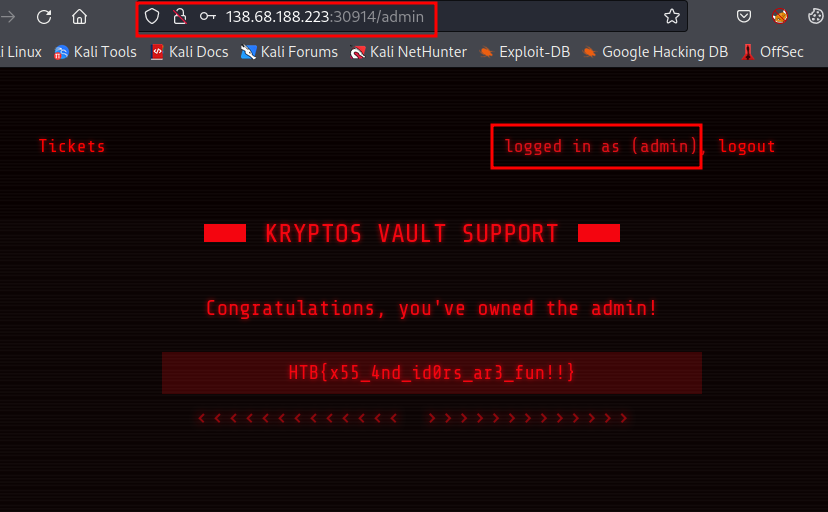 138.68.188.223:30914/admin
i Linux Kali Tools Kali Docs Kali Forums Kali NetHunter Exploit-DB Google Hacking DB OffSec
Tickets logged in as (admin), logout
KRYPTOS VAULT SUPPORT
Congratulations, you've owned the admin!
HTB{x55_4nd_id0rs_ar3_fun!!}
< < < < < < < < < < < < < > > > > > > > > > > > > >